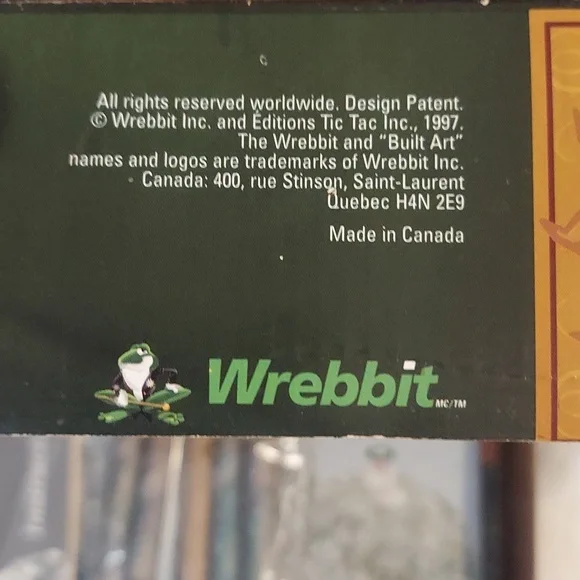 All rights reserved worldwide. Design Patent.
© Wrebbit Inc. and Éditions Tic Tac Inc., 1997.
The Wrebbit and "Built Art"
names and logos are trademarks of Wrebbit Inc.
Canada: 400, rue Stinson, Saint-Laurent
Quebec H4N 2E9
Made in Canada
Wrebbit MC/TM